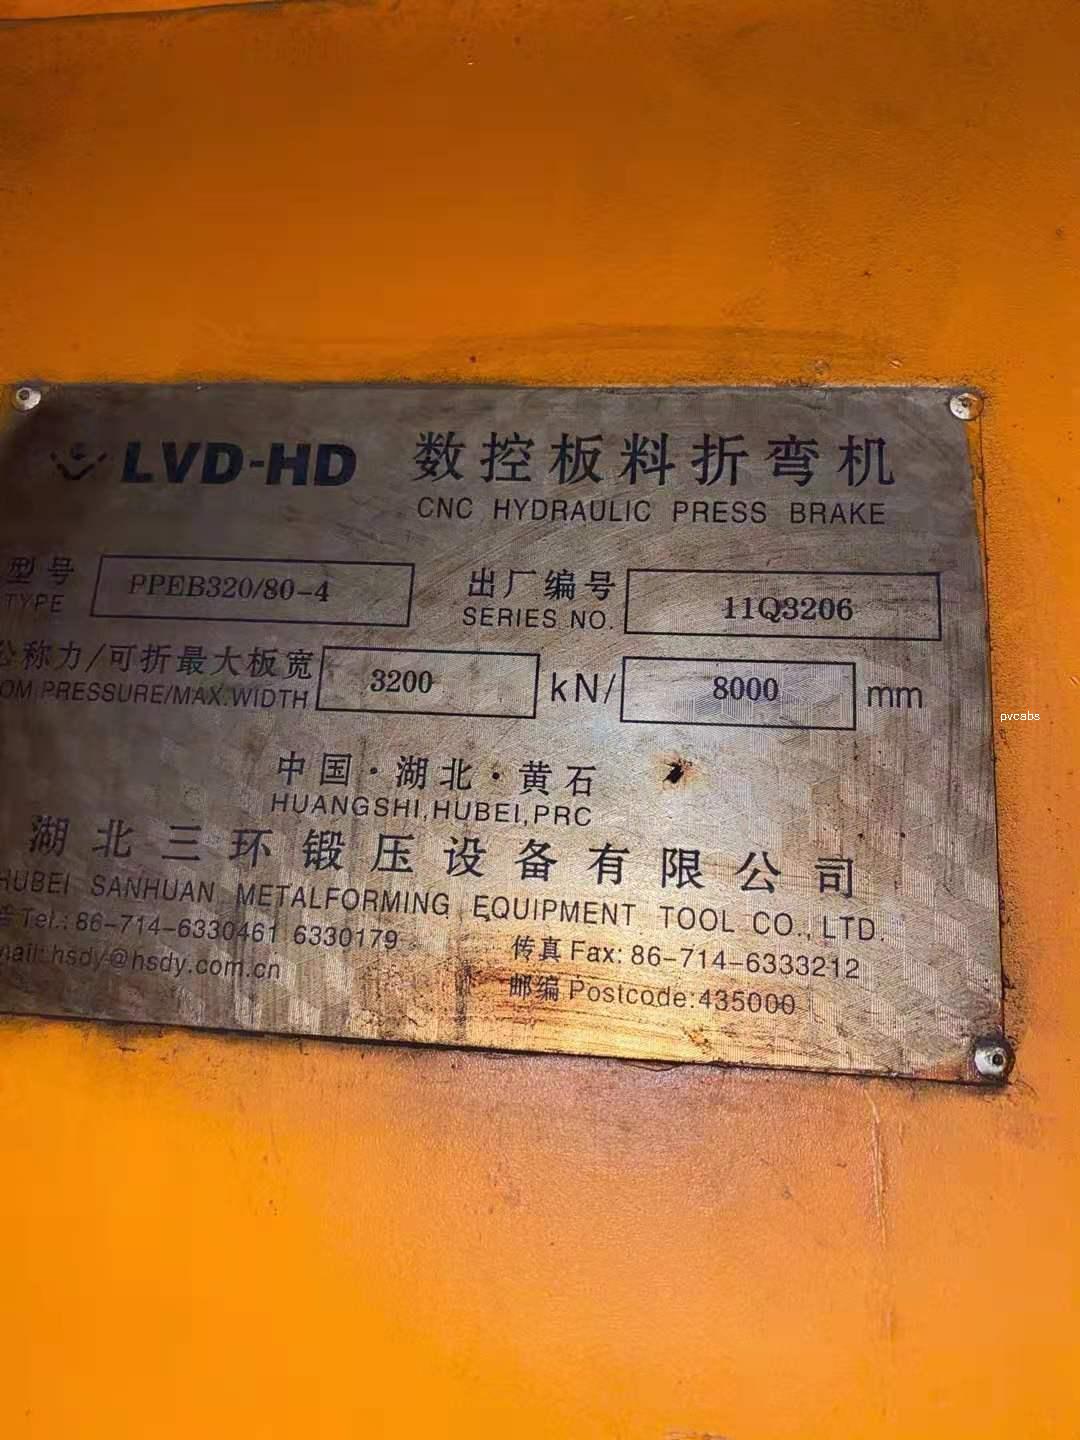 LVD-HD 数控板料折弯机
CNC HYDRAULIC PRESS BRAKE
型号 PPEB320/80-4 出厂编号 11Q3206
TYPE SERIES NO.
公称力/可折最大板宽 3200 kN/ 8000 mm
OM PRESSURE/MAX.WIDTH
pvcabs
中国·湖北·黄石
HUANGSHI,HUBEI,PRC
湖北三环锻压设备有限公司
HUBEI SANHUAN METALFORMING EQUIPMENT TOOL CO.,LTD.
Tel.: 86-714-6330461 6330179 传真 Fax: 86-714-6333212
mail: hsdy@hsdy.com.cn 邮编 Postcode: 435000